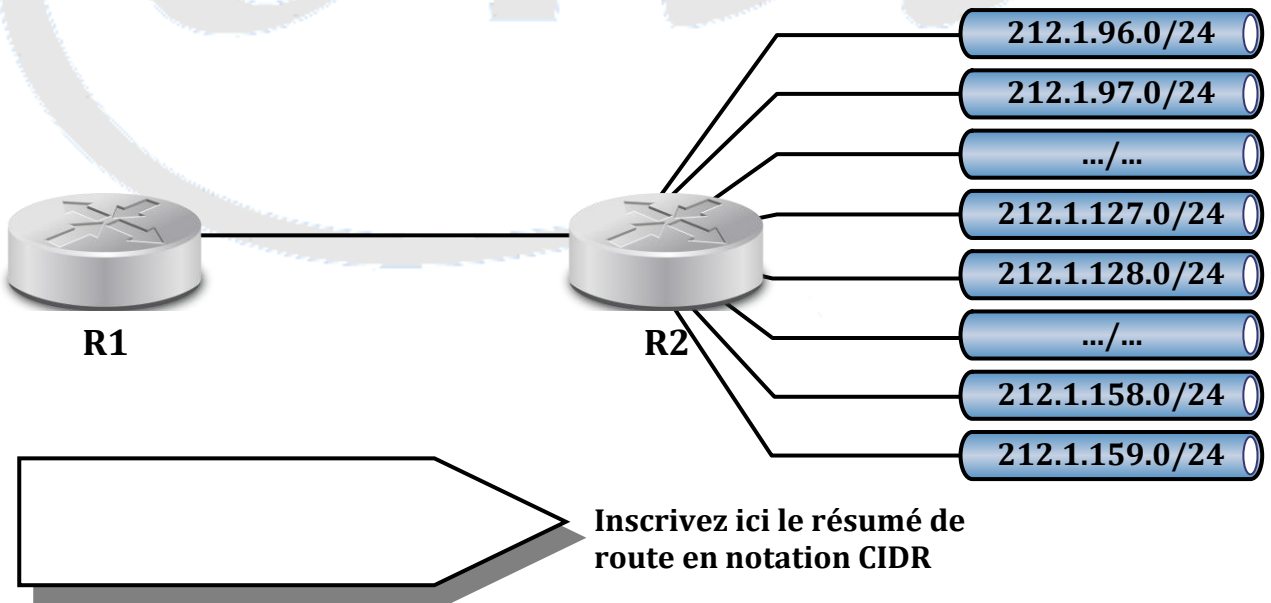 212.1.96.0/24
212.1.97.0/24
.../...
212.1.127.0/24
212.1.128.0/24
.../...
212.1.158.0/24
212.1.159.0/24
R1
R2
Inscrivez ici le résumé de
route en notation CIDR